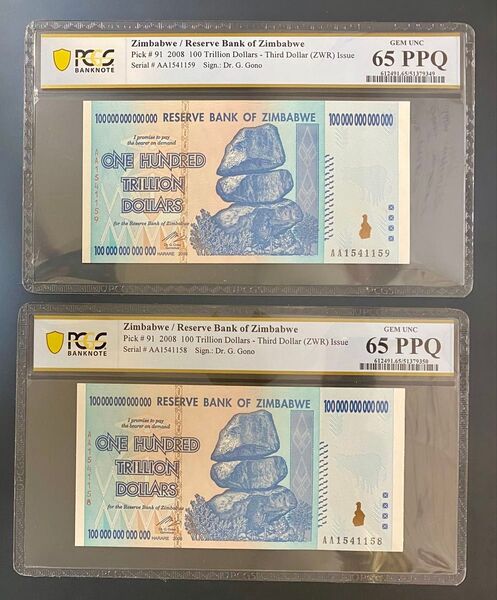 PCGS
BANKNOTE
Zimbabwe / Reserve Bank of Zimbabwe
Pick # 91 2008 100 Trillion Dollars - Third Dollar (ZWR) Issue
Serial # AA1541159 Sign.: Dr. G. Gono
GEM UNC
65 PPQ
612491.65/51379349
100 000 000 000 000
RESERVE BANK OF ZIMBABWE
100 000 000 000 000
I promise to pay
the bearer on demand
ONE HUNDRED
TRILLION
DOLLARS
for the Reserve Bank of Zimbabwe
Dr. G. Gono
100 000 000 000 000
HARARE 2008
AA1541159
AA1541159
PCGS
BANKNOTE
Zimbabwe / Reserve Bank of Zimbabwe
Pick # 91 2008 100 Trillion Dollars - Third Dollar (ZWR) Issue
Serial # AA1541158 Sign.: Dr. G. Gono
GEM UNC
65 PPQ
612491.65/51379350
100 000 000 000 000
RESERVE BANK OF ZIMBABWE
100 000 000 000 000
I promise to pay
the bearer on demand
ONE HUNDRED
TRILLION
DOLLARS
for the Reserve Bank of Zimbabwe
Dr. G. Gono
100 000 000 000 000
HARARE 2008
AA1541158
AA1541158